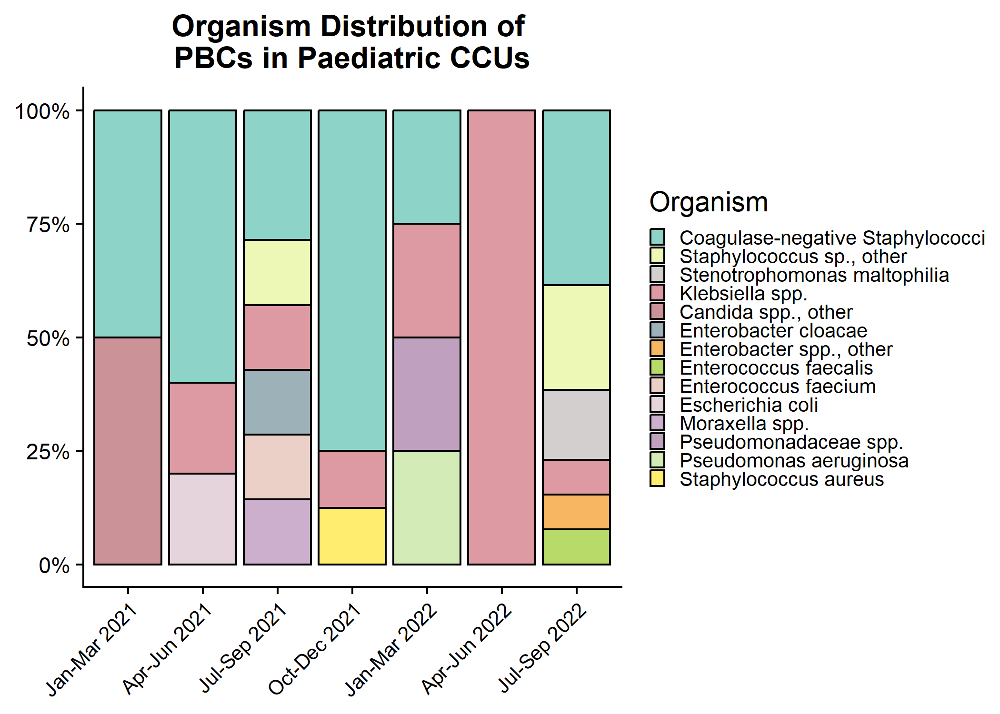 Organism Distribution of
PBCs in Paediatric CCUs
100%
75%
50%
25%
0%
Jan-Mar 2021
Apr-Jun 2021
Jul-Sep 2021
Oct-Dec 2021
Jan-Mar 2022
Apr-Jun 2022
Jul-Sep 2022
Organism
Coagulase-negative Staphylococci
Staphylococcus sp., other
Stenotrophomonas maltophilia
Klebsiella spp.
Candida spp., other
Enterobacter cloacae
Enterobacter spp., other
Enterococcus faecalis
Enterococcus faecium
Escherichia coli
Moraxella spp.
Pseudomonadaceae spp.
Pseudomonas aeruginosa
Staphylococcus aureus